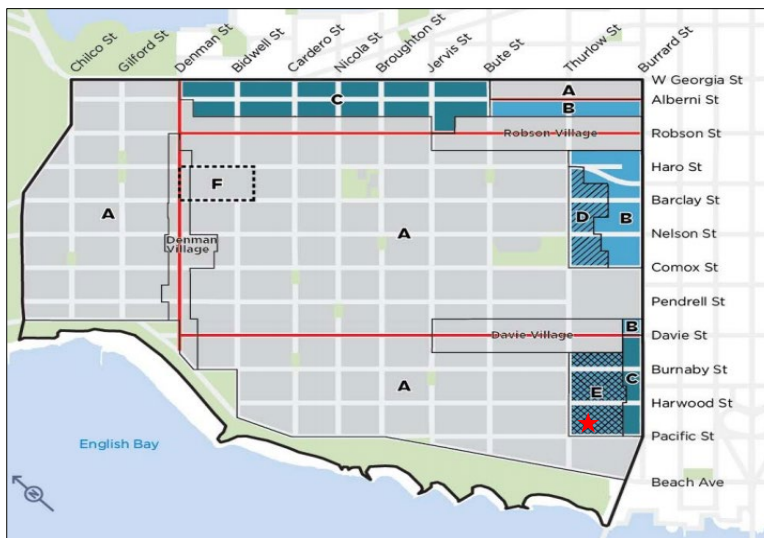 Chilco St
Gilford St
Denman St
Bidwell St
Cardero St
Nicola St
Broughton St
Jervis St
Bute St
Thurlow St
Burrard St
W Georgia St
A
C
Alberni St
B
Robson Village
Robson St
Haro St
F
Barclay St
A
D
B
A
Nelson St
Denman
Village
Comox St
Pendrell St
B
Davie Village
Davie St
Burnaby St
A
E
C
Harwood St
English Bay
Pacific St
Beach Ave
N